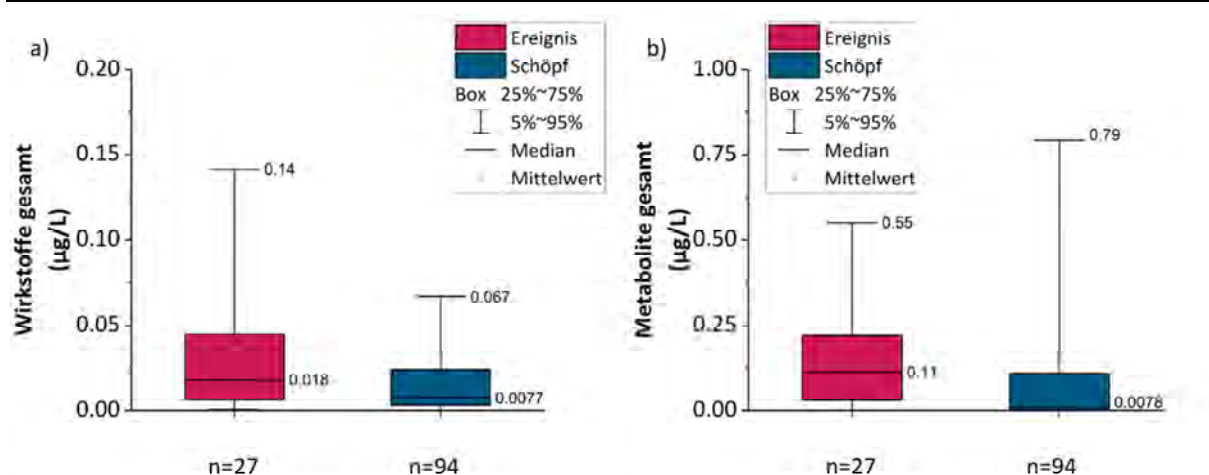 a)
Ereignis
Schöpf
Box 25%~75%
5%~95%
Median
Mittelwert
Wirkstoffe gesamt
(µg/L)
0.20
0.15
0.10
0.05
0.00
0.14
0.018
0.067
0.0077
n=27
n=94
b)
Ereignis
Schöpf
Box 25%~75%
5%~95%
Median
Mittelwert
Metabolite gesamt
(µg/L)
1.00
0.75
0.50
0.25
0.00
0.55
0.11
0.79
0.0078
n=27
n=94